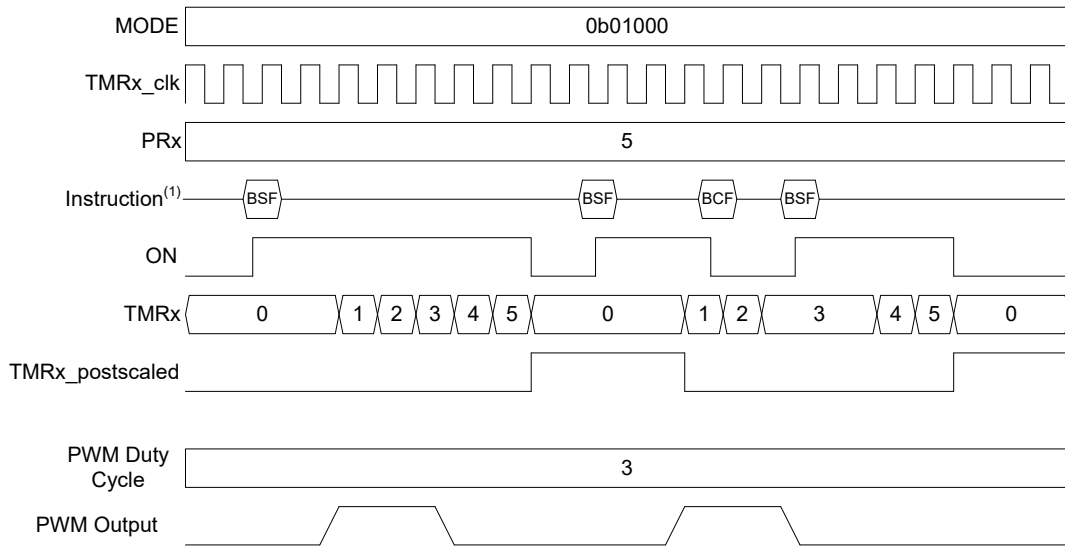 MODE 0b01000
TMRx_clk
PRx 5
Instruction(1) BSF BSF BCF BSF
ON
TMRx 0 1 2 3 4 5 0 1 2 3 4 5 0
TMRx_postscaled
PWM Duty
Cycle 3
PWM Output